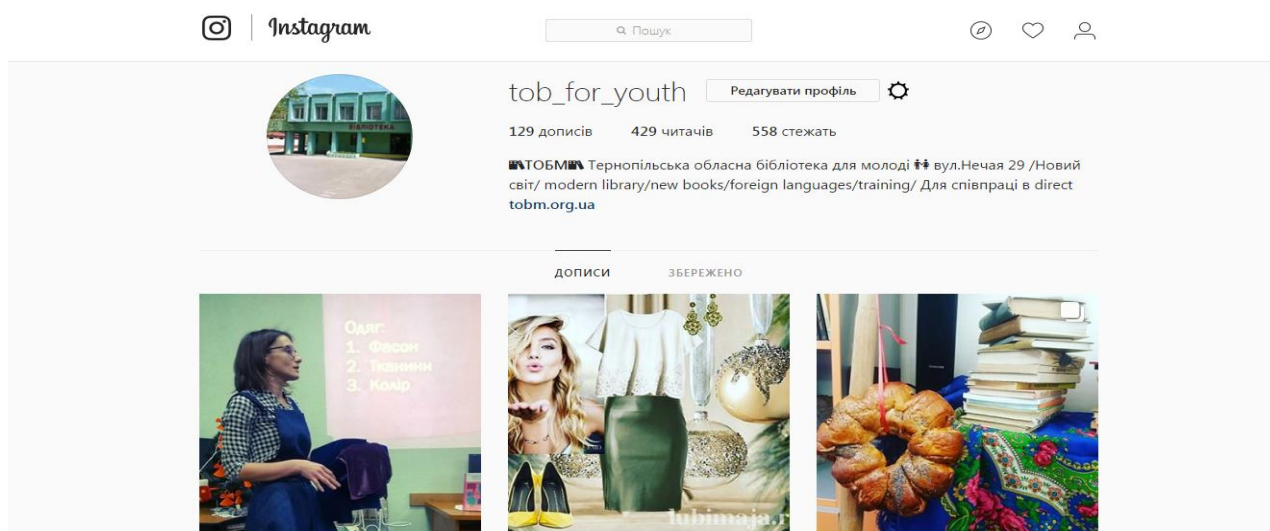 Instagram
Пошук
tob_for_youth
Редагувати профіль
129 дописів 429 читачів 558 стежать
ТОБМ Тернопільська обласна бібліотека для молоді вул.Нечая 29 /Новий
світ/ modern library/new books/foreign languages/training/ Для співпраці в direct
tobm.org.ua
БІБЛІОТЕКА
ДОПИСИ ЗБЕРЕЖЕНО
Одяг:
1. Фасон
2. Тканини
3. Колір
lubimaja.r